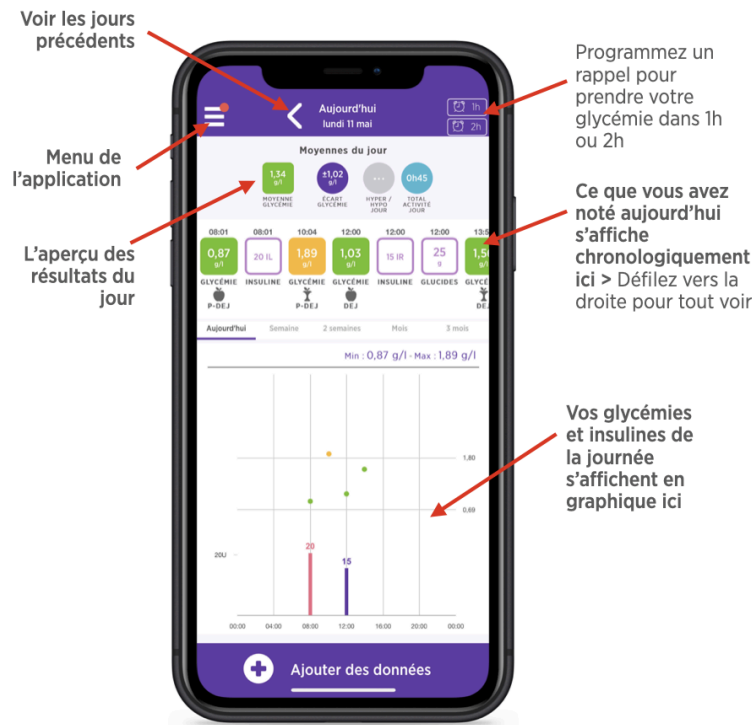 Voir les jours
précédents
Menu de
l'application
L'aperçu des
résultats du
jour
Programmez un
rappel pour
prendre votre
glycémie dans 1h
ou 2h
Ce que vous avez
noté aujourd'hui
s'affiche
chronologiquement
ici > Défilez vers la
droite pour tout voir
Vos glycémies
et insulines de
la journée
s'affichent en
graphique ici
Aujourd'hui
lundi 11 mai
1h
2h
Moyennes du jour
1,34
g/l
±1,02
g/l
...
0h45
MOYENNE
GLYCÉMIE
ÉCART
GLYCÉMIE
HYPER /
HYPO
JOUR
TOTAL
ACTIVITÉ
JOUR
08:01 08:01 10:04 12:00 12:00 12:00 13:5
0,87
g/l
20 IL
1,89
g/l
1,03
g/l
15 IR
25
g
1,50
g/l
GLYCÉMIE INSULINE GLYCÉMIE GLYCÉMIE INSULINE GLUCIDES GLYCÉ
P-DEJ P-DEJ DEJ DE
Aujourd'hui Semaine 2 semaines Mois 3 mois
Min : 0,87 g/l - Max : 1,89 g/l
1,80
0,69
20U
20
15
00:00 04:00 08:00 12:00 16:00 20:00 00:00
Ajouter des données